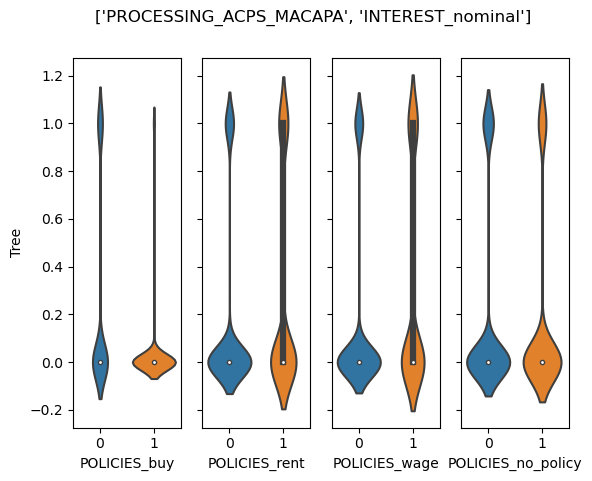 ['PROCESSING_ACPS_MACAPA', 'INTEREST_nominal']
Tree
1.2
1.0
0.8
0.6
0.4
0.2
0.0
−0.2
0 1 0 1 0 1 0 1
POLICIES_buy POLICIES_rent POLICIES_wage POLICIES_no_policy